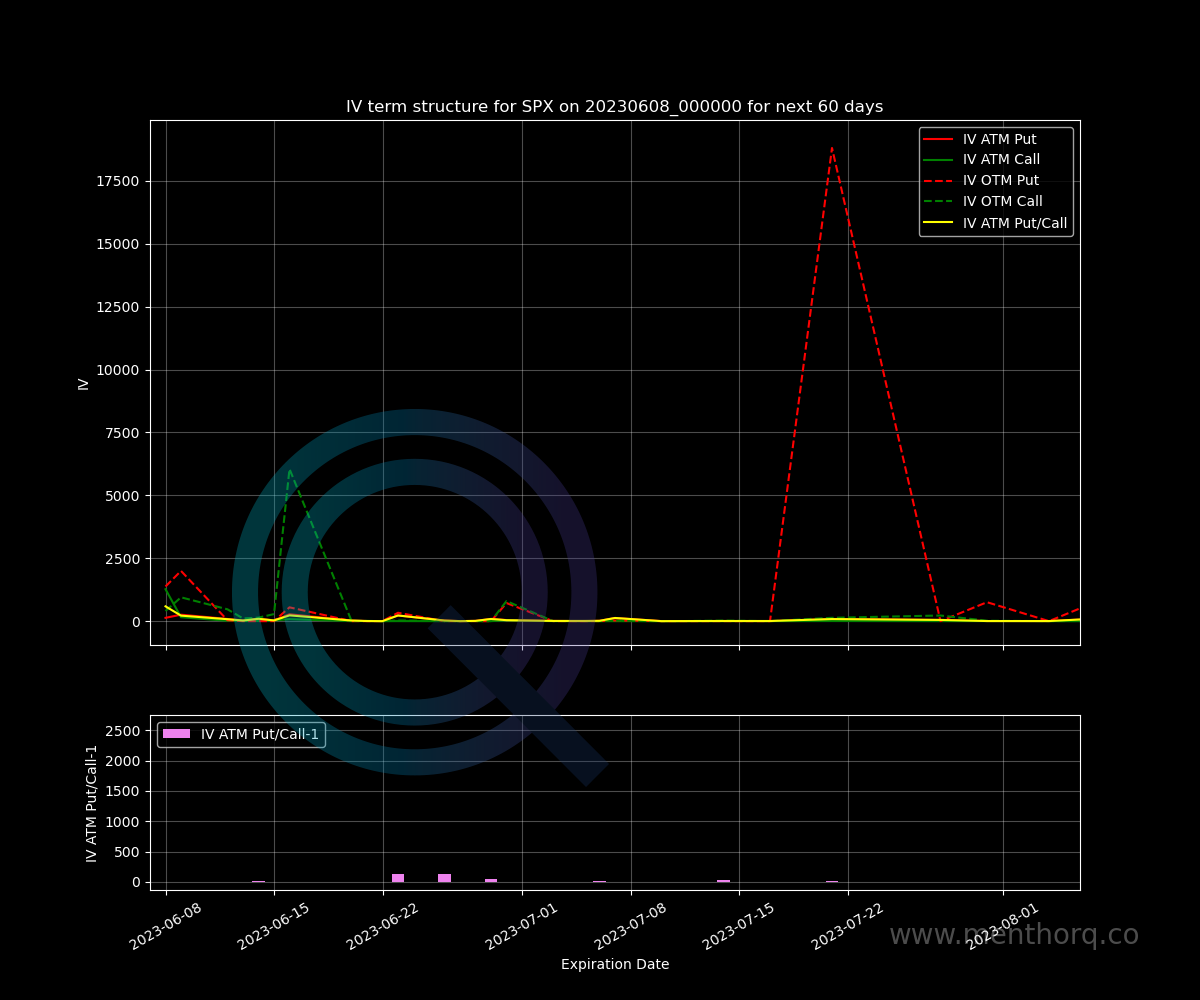 IV term structure for SPX on 20230608_000000 for next 60 days
IV ATM Put
IV ATM Call
IV OTM Put
IV OTM Call
IV ATM Put/Call
17500
15000
12500
10000
7500
5000
2500
0
IV
IV ATM Put/Call-1
2500
2000
1500
1000
500
0
IV ATM Put/Call-1
2023-06-08
2023-06-15
2023-06-22
2023-07-01
2023-07-08
2023-07-15
2023-07-22
2023-08-01
www.menthorq.co
Expiration Date